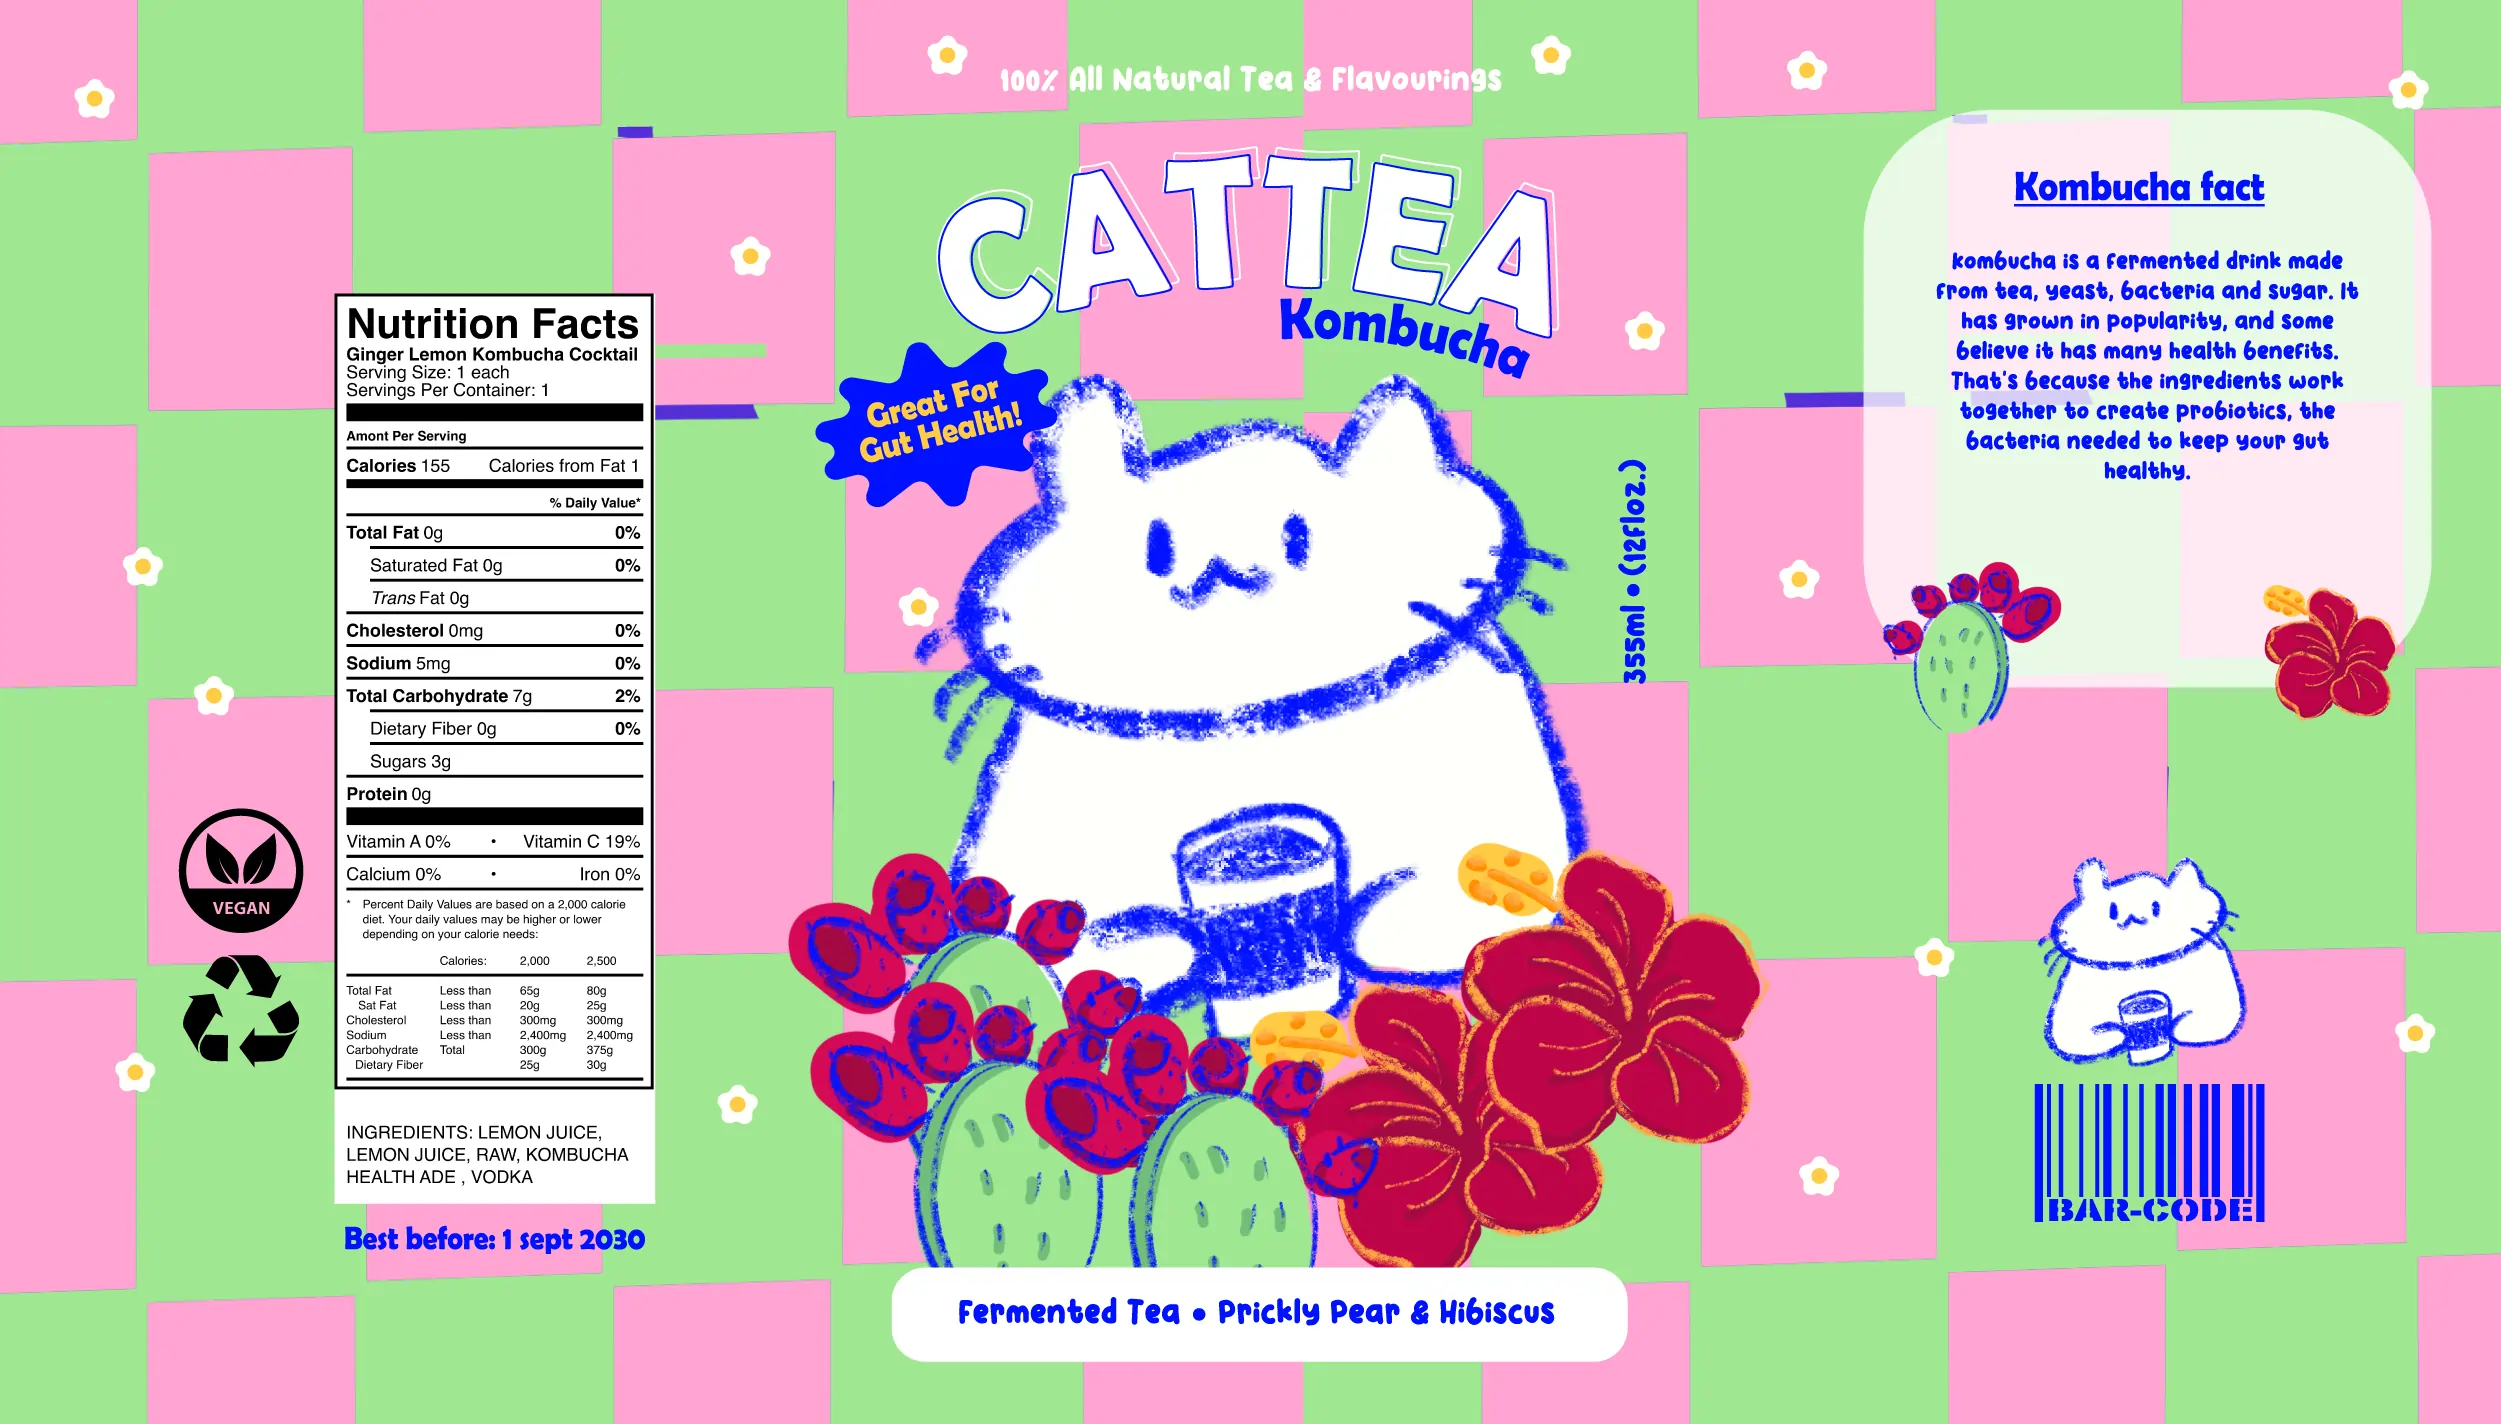 100% All Natural Tea & Flavourings
CATTEA
Kombucha
Great For
Gut Health!
355ml • (12floz.)
Fermented Tea • Prickly Pear & Hibiscus
Nutrition Facts
Ginger Lemon Kombucha Cocktail
Serving Size: 1 each
Servings Per Container: 1
Amont Per Serving
Calories 155 Calories from Fat 1
% Daily Value*
Total Fat 0g 0%
Saturated Fat 0g 0%
Trans Fat 0g
Cholesterol 0mg 0%
Sodium 5mg 0%
Total Carbohydrate 7g 2%
Dietary Fiber 0g 0%
Sugars 3g
Protein 0g
Vitamin A 0% • Vitamin C 19%
Calcium 0% • Iron 0%
* Percent Daily Values are based on a 2,000 calorie
diet. Your daily values may be higher or lower
depending on your calorie needs:
Calories: 2,000 2,500
Total Fat Less than 65g 80g
Sat Fat Less than 20g 25g
Cholesterol Less than 300mg 300mg
Sodium Less than 2,400mg 2,400mg
Carbohydrate Total 300g 375g
Dietary Fiber 25g 30g
INGREDIENTS: LEMON JUICE,
LEMON JUICE, RAW, KOMBUCHA
HEALTH ADE , VODKA
Best before: 1 sept 2030
VEGAN
Kombucha fact
kombucha is a fermented drink made
from tea, yeast, bacteria and sugar. It
has grown in popularity, and some
believe it has many health benefits.
That's because the ingredients work
together to create probiotics, the
bacteria needed to keep your gut
healthy.
BAR-CODE